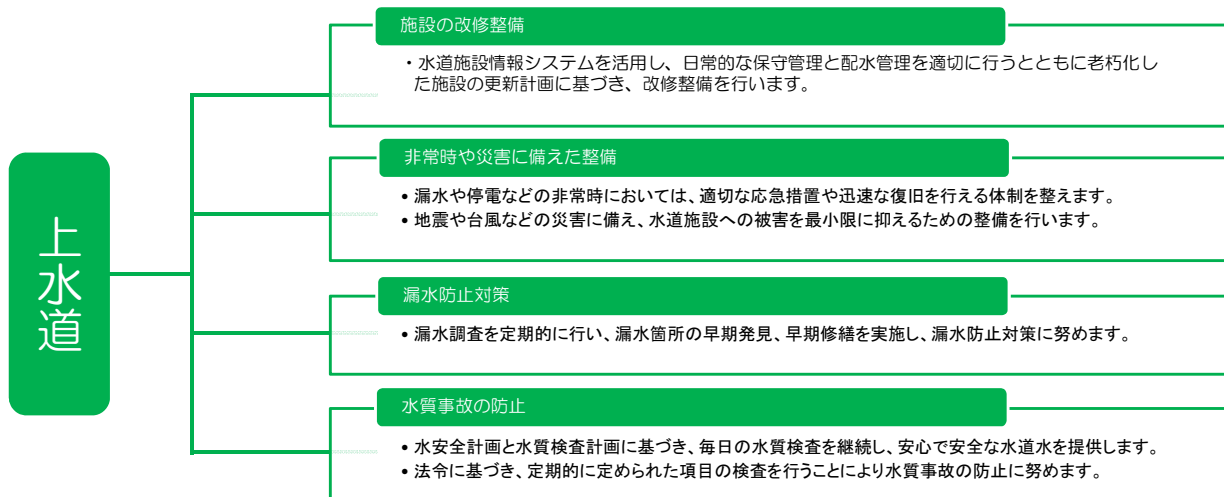 上水道
施設の改修整備
・水道施設情報システムを活用し、日常的な保守管理と配水管理を適切に行うとともに老朽化し
た施設の更新計画に基づき、改修整備を行います。
非常時や災害に備えた整備
• 漏水や停電などの非常時においては、適切な応急措置や迅速な復旧を行える体制を整えます。
• 地震や台風などの災害に備え、水道施設への被害を最小限に抑えるための整備を行います。
漏水防止対策
• 漏水調査を定期的に行い、漏水箇所の早期発見、早期修繕を実施し、漏水防止対策に努めます。
水質事故の防止
• 水安全計画と水質検査計画に基づき、毎日の水質検査を継続し、安心で安全な水道水を提供します。
• 法令に基づき、定期的に定められた項目の検査を行うことにより水質事故の防止に努めます。